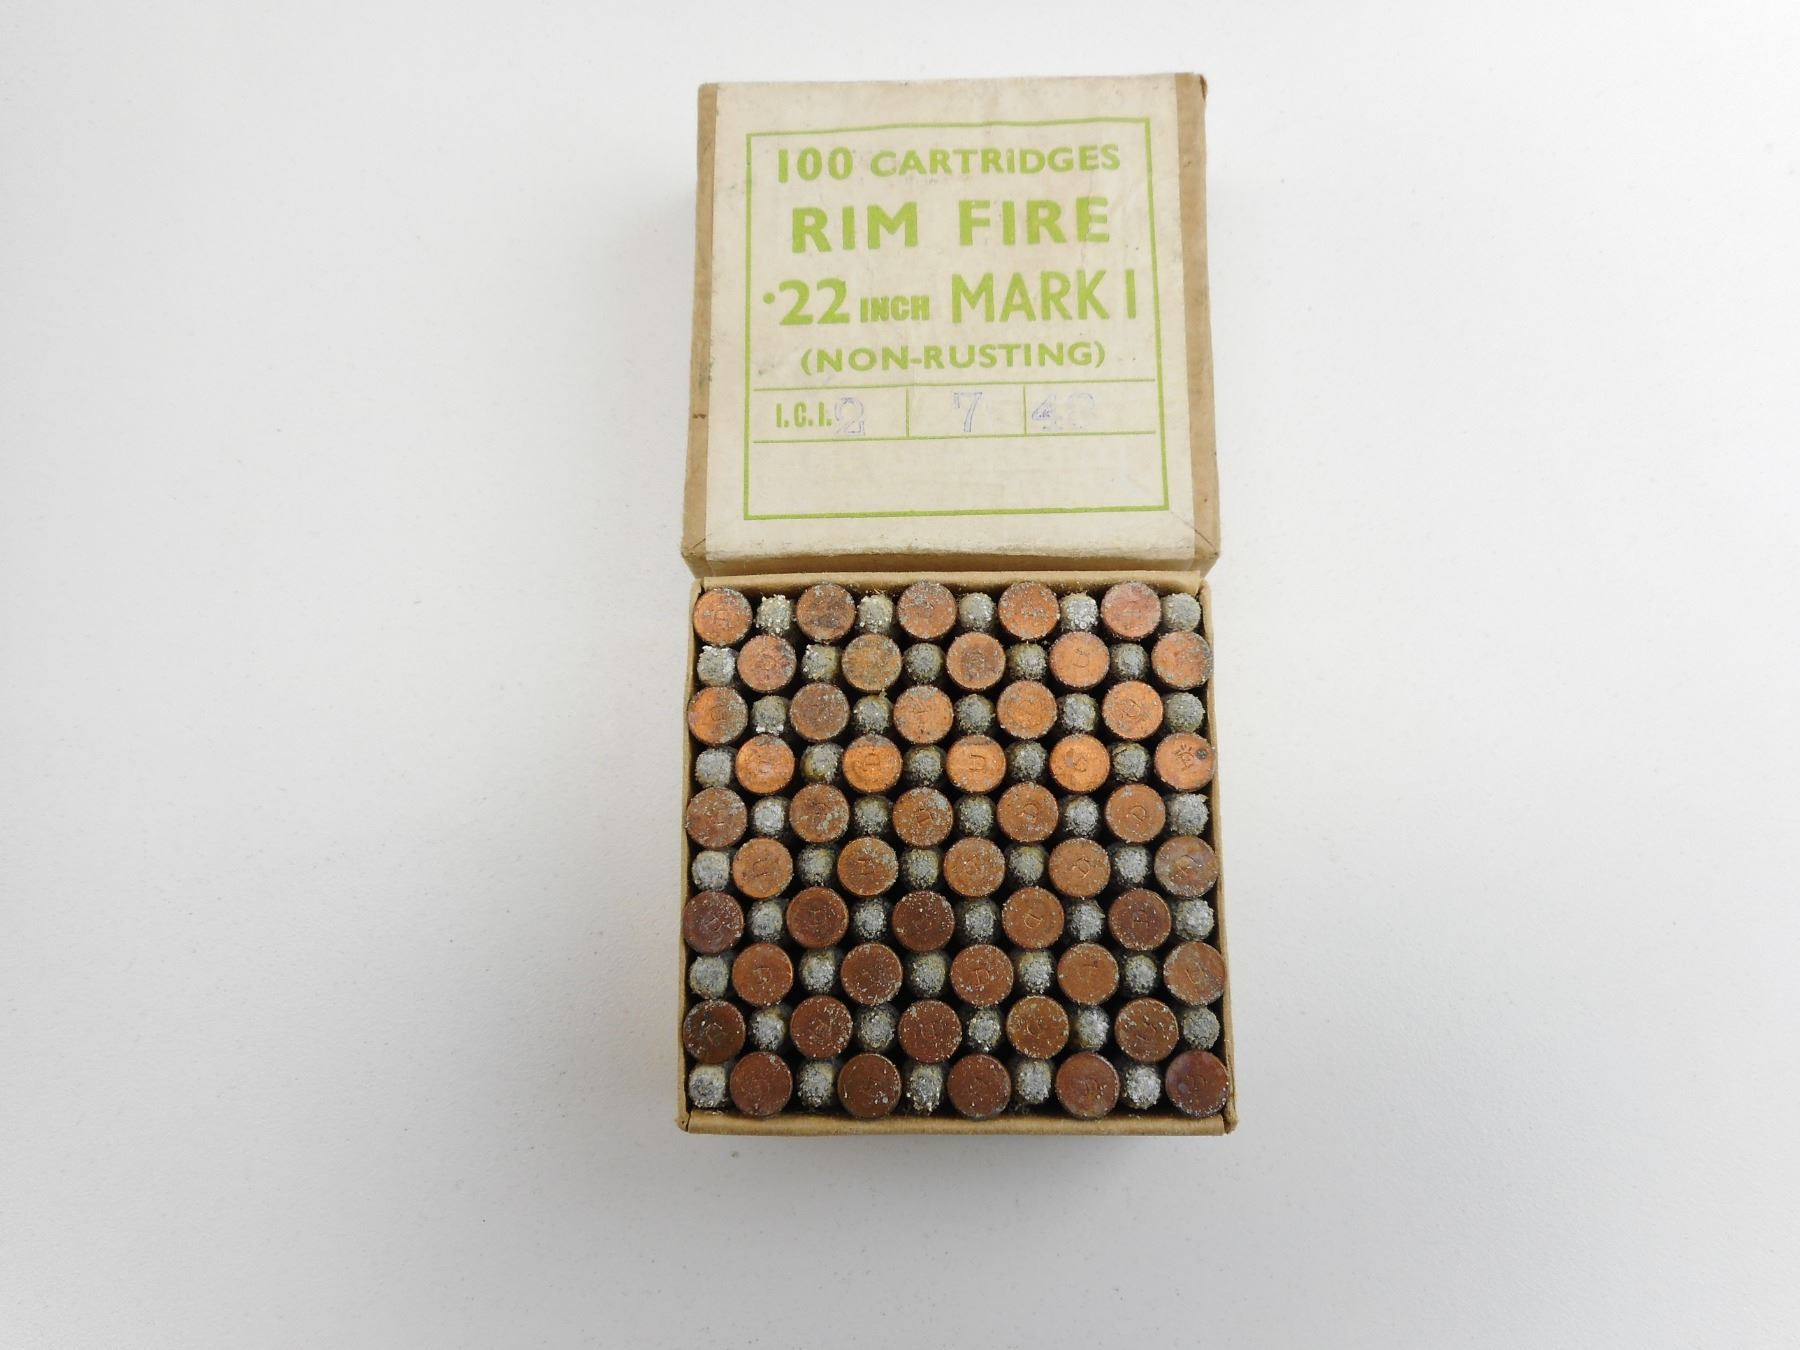 100 CARTRIDGES
RIM FIRE
·22 INCH MARK I
(NON-RUSTING)
I.C.I. 2 7